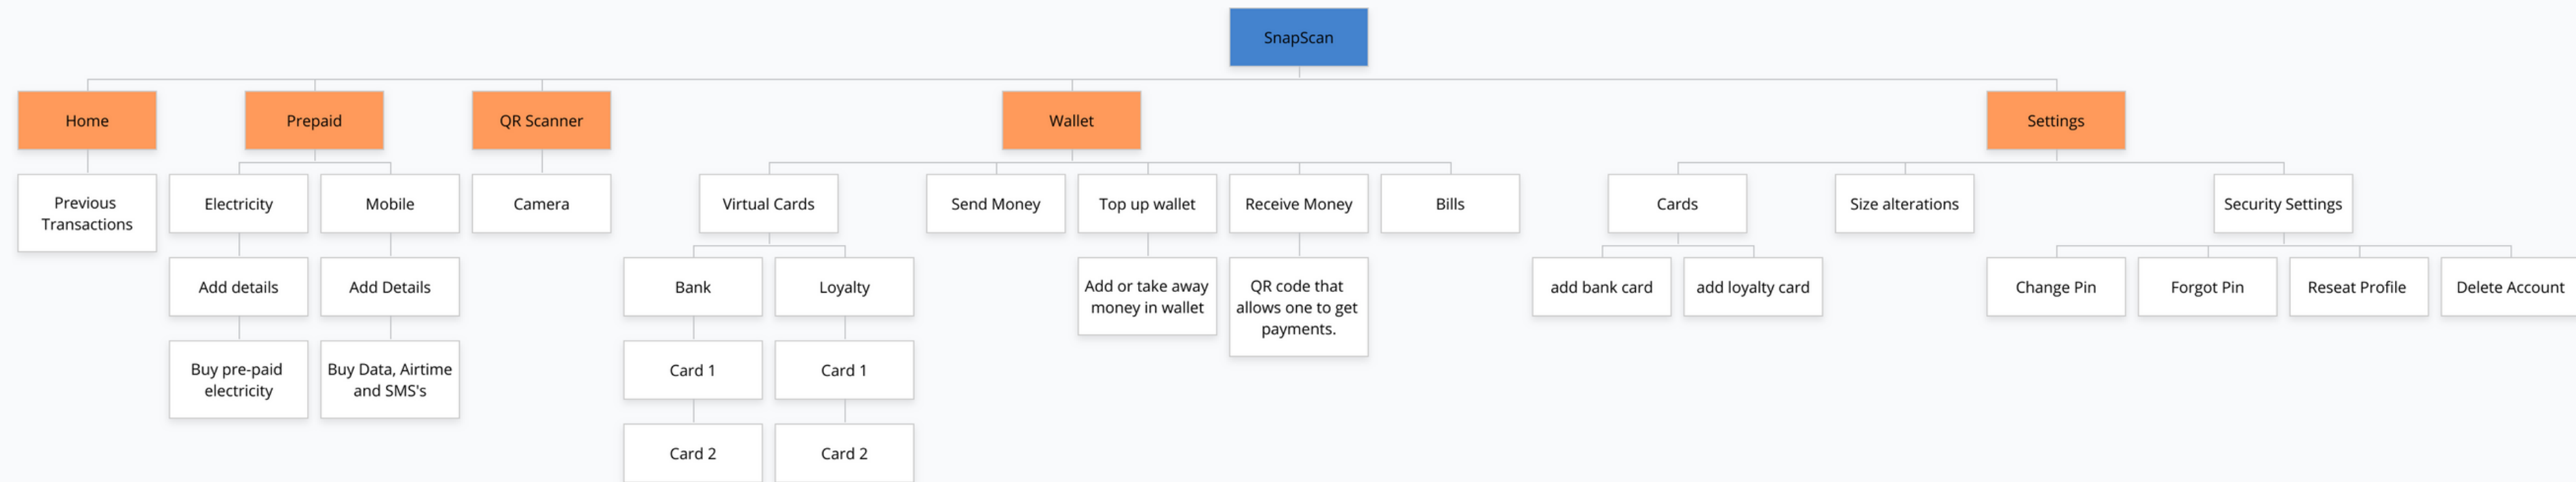 SnapScan
Home
Prepaid
QR Scanner
Wallet
Settings
Previous
Transactions
Electricity
Mobile
Camera
Virtual Cards
Send Money
Top up wallet
Receive Money
Bills
Cards
Size alterations
Security Settings
Add details
Add Details
Bank
Loyalty
Add or take away
money in wallet
QR code that
allows one to get
payments.
add bank card
add loyalty card
Change Pin
Forgot Pin
Reseat Profile
Delete Account
Buy pre-paid
electricity
Buy Data, Airtime
and SMS's
Card 1
Card 1
Card 2
Card 2